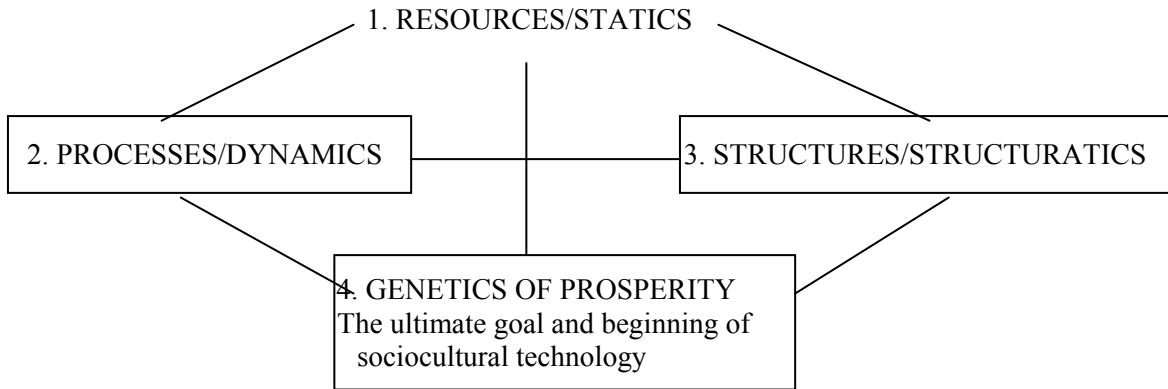 1. RESOURCES/STATICS
2. PROCESSES/DYNAMICS
3. STRUCTURES/STRUCTURATICS
4. GENETICS OF PROSPERITY
The ultimate goal and beginning of
sociocultural technology